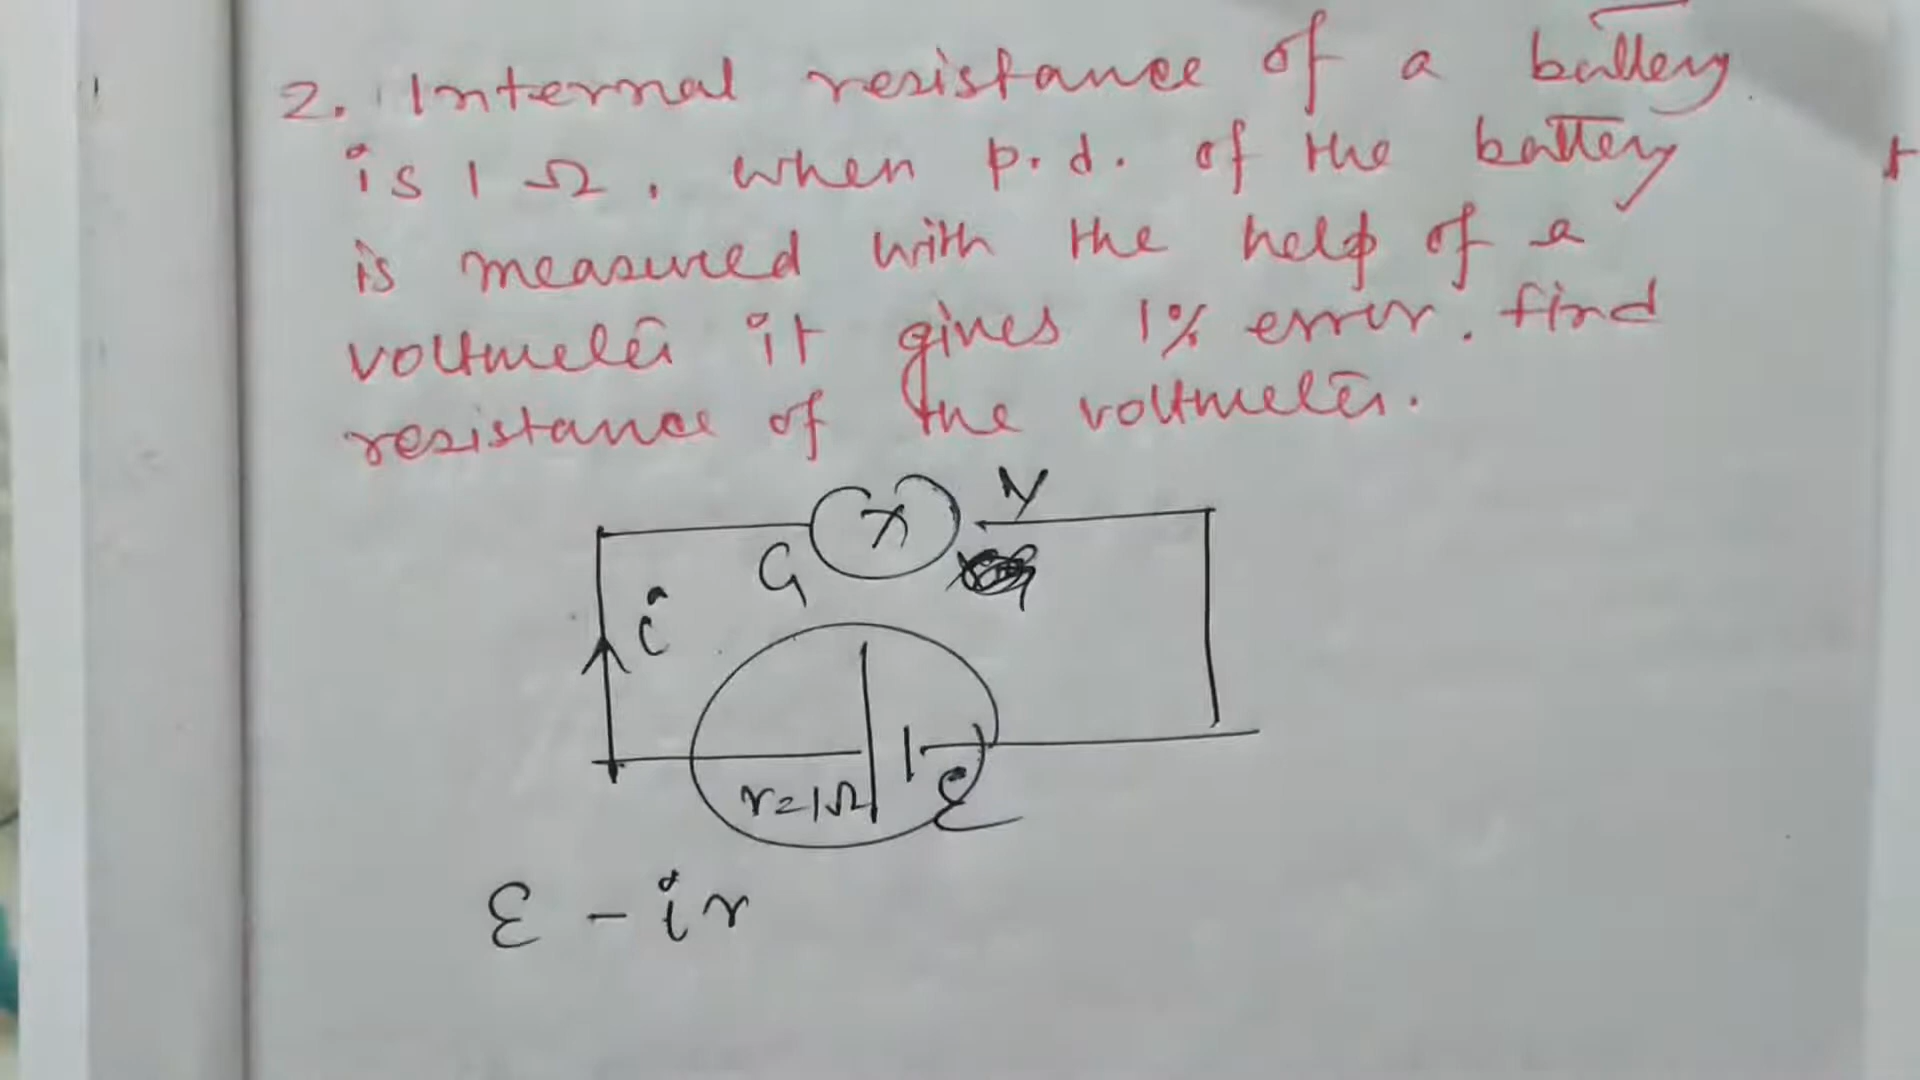 2. Internal resistance of a battery
is 1 Ω. when p.d. of the battery
is measured with the help of a
voltmeter it gives 1% error. find
resistance of the voltmeter.
G
i
r=1Ω
ε
ε - ir